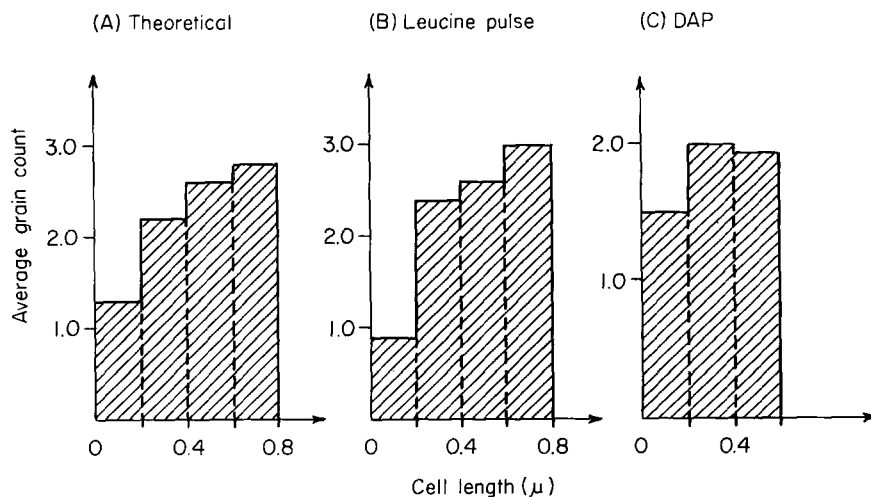 (A) Theoretical
(B) Leucine pulse
(C) DAP
Average grain count
3.0
2.0
1.0
0 0.4 0.8
3.0
2.0
1.0
0 0.4 0.8
2.0
1.0
0 0.4
Cell length (μ)